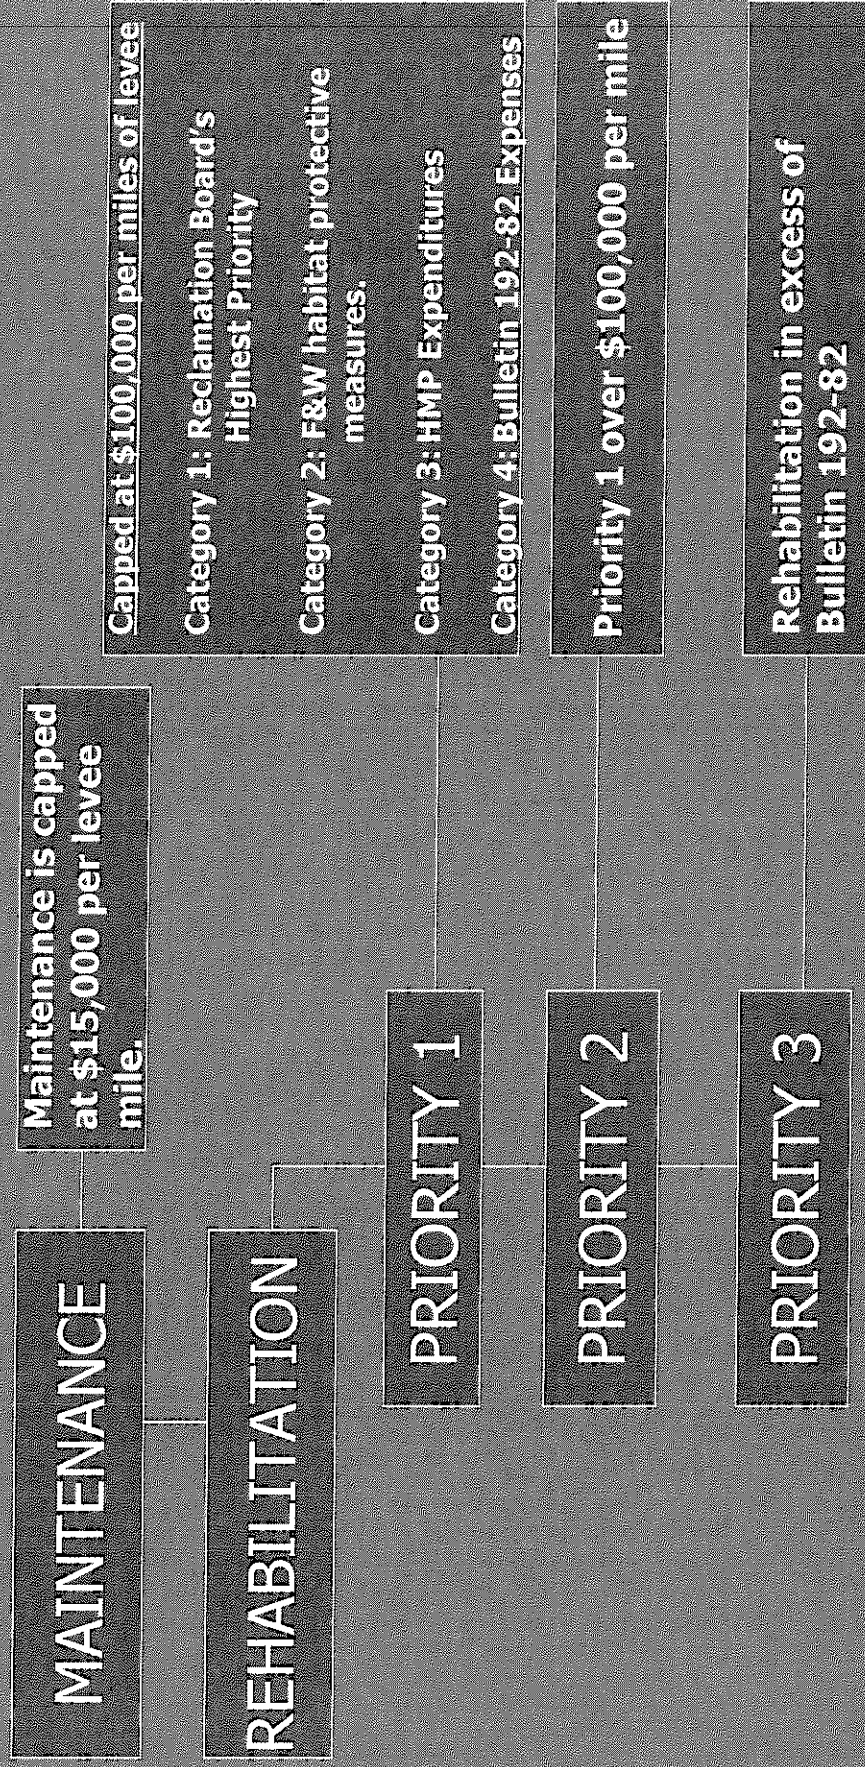 MAINTENANCE
Maintenance is capped
at $15,000 per levee
mile.
REHABILITATION
Capped at $100,000 per miles of levee
Category 1: Reclamation Board's
Highest Priority
Category 2: F&W habitat protective
measures.
Category 3: HMP Expenditures
Category 4: Bulletin 192-82 Expenses
PRIORITY 1
PRIORITY 2
Priority 1 over $100,000 per mile
PRIORITY 3
Rehabilitation in excess of
Bulletin 192-82